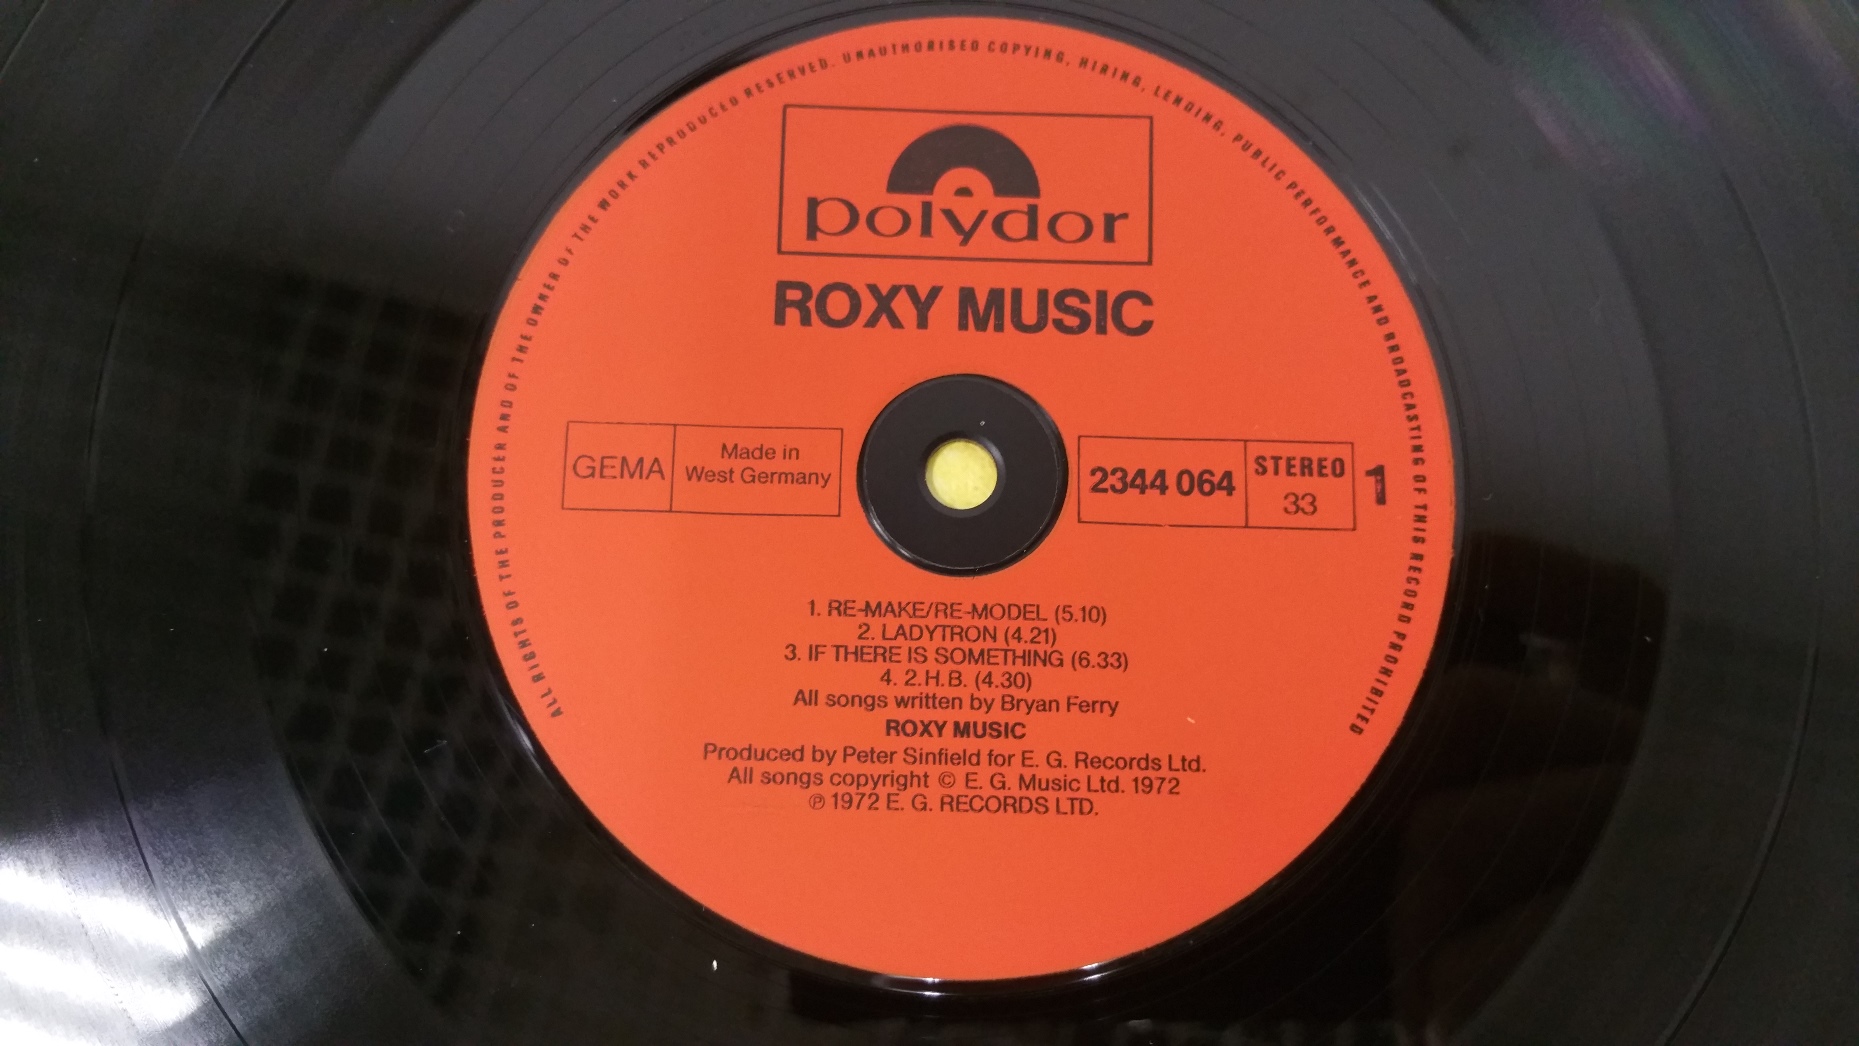 ALL RIGHTS OF THE PRODUCER AND OF THE OWNER OF THE WORK REPRODUCED RESERVED. UNAUTHORISED COPYING, HIRING, LENDING, PUBLIC PERFORMANCE AND BROADCASTING OF THIS RECORD PROHIBITED
polydor
ROXY MUSIC
GEMA
Made in
West Germany
2344 064
STEREO
33
1
1. RE-MAKE/RE-MODEL (5.10)
2. LADYTRON (4.21)
3. IF THERE IS SOMETHING (6.33)
4. 2.H.B. (4.30)
All songs written by Bryan Ferry
ROXY MUSIC
Produced by Peter Sinfield for E. G. Records Ltd.
All songs copyright © E. G. Music Ltd. 1972
℗ 1972 E. G. RECORDS LTD.